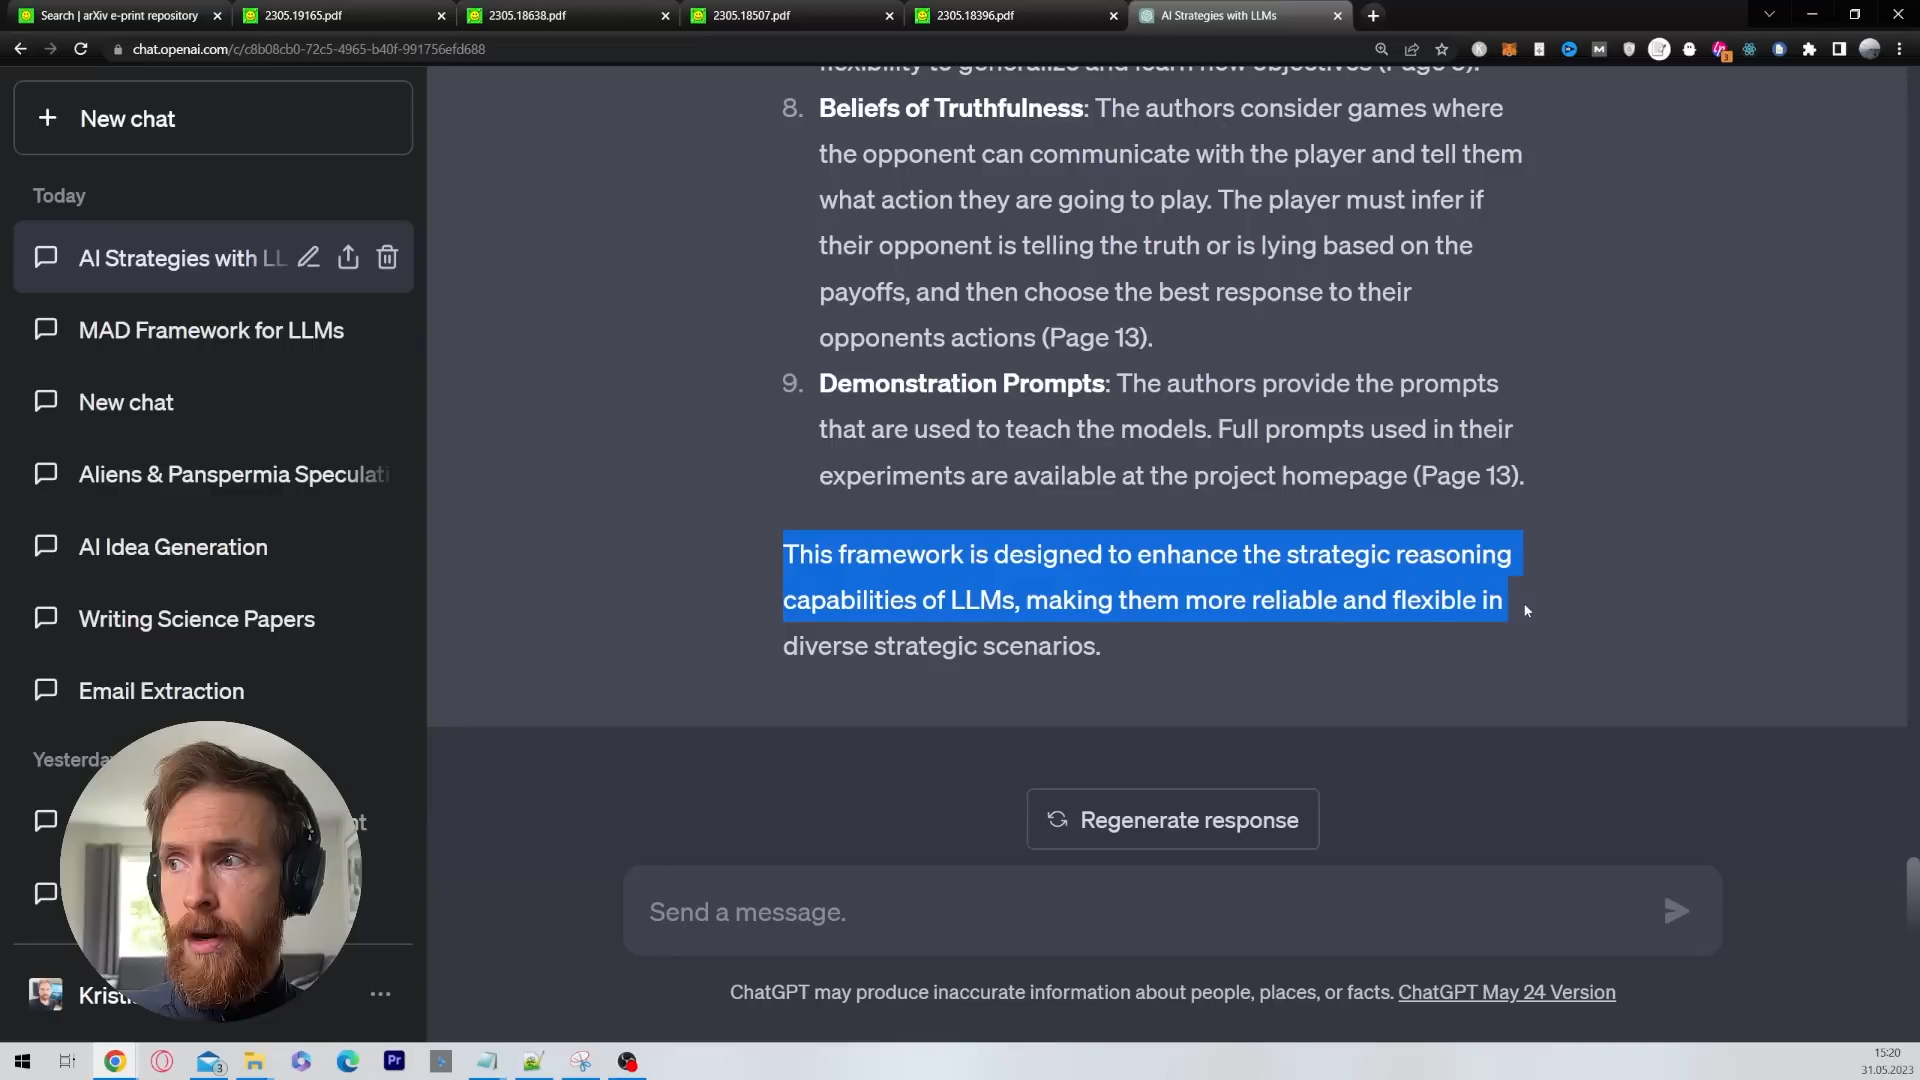 Search | arXiv e-print repository
2305.19165.pdf
2305.18638.pdf
2305.18507.pdf
2305.18396.pdf
AI Strategies with LLMs
chat.openai.com/c/c8b08cb0-72c5-4965-b40f-991756efd688
New chat
Today
AI Strategies with LL
MAD Framework for LLMs
New chat
Aliens & Panspermia Speculati
AI Idea Generation
Writing Science Papers
Email Extraction
Yesterda
nt
Krist
8. Beliefs of Truthfulness: The authors consider games where
the opponent can communicate with the player and tell them
what action they are going to play. The player must infer if
their opponent is telling the truth or is lying based on the
payoffs, and then choose the best response to their
opponents actions (Page 13).
9. Demonstration Prompts: The authors provide the prompts
that are used to teach the models. Full prompts used in their
experiments are available at the project homepage (Page 13).
This framework is designed to enhance the strategic reasoning
capabilities of LLMs, making them more reliable and flexible in
diverse strategic scenarios.
Regenerate response
Send a message.
ChatGPT may produce inaccurate information about people, places, or facts. ChatGPT May 24 Version
Pr
3
15:20
31.05.2023